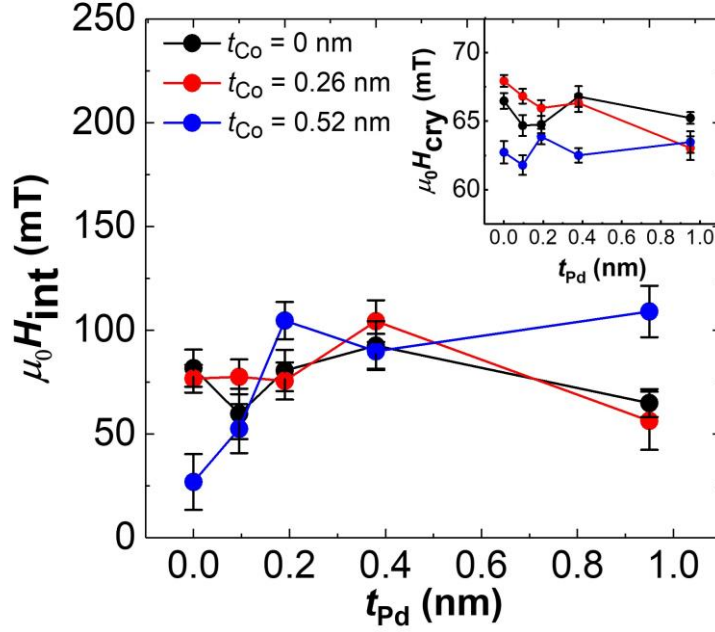 250
200
150
100
50
0
μ₀H_int (mT)
t_Co = 0 nm
t_Co = 0.26 nm
t_Co = 0.52 nm
70
65
60
μ₀H_cry (mT)
0.0 0.2 0.4 0.6 0.8 1.0
t_Pd (nm)
0.0 0.2 0.4 0.6 0.8 1.0
t_Pd (nm)